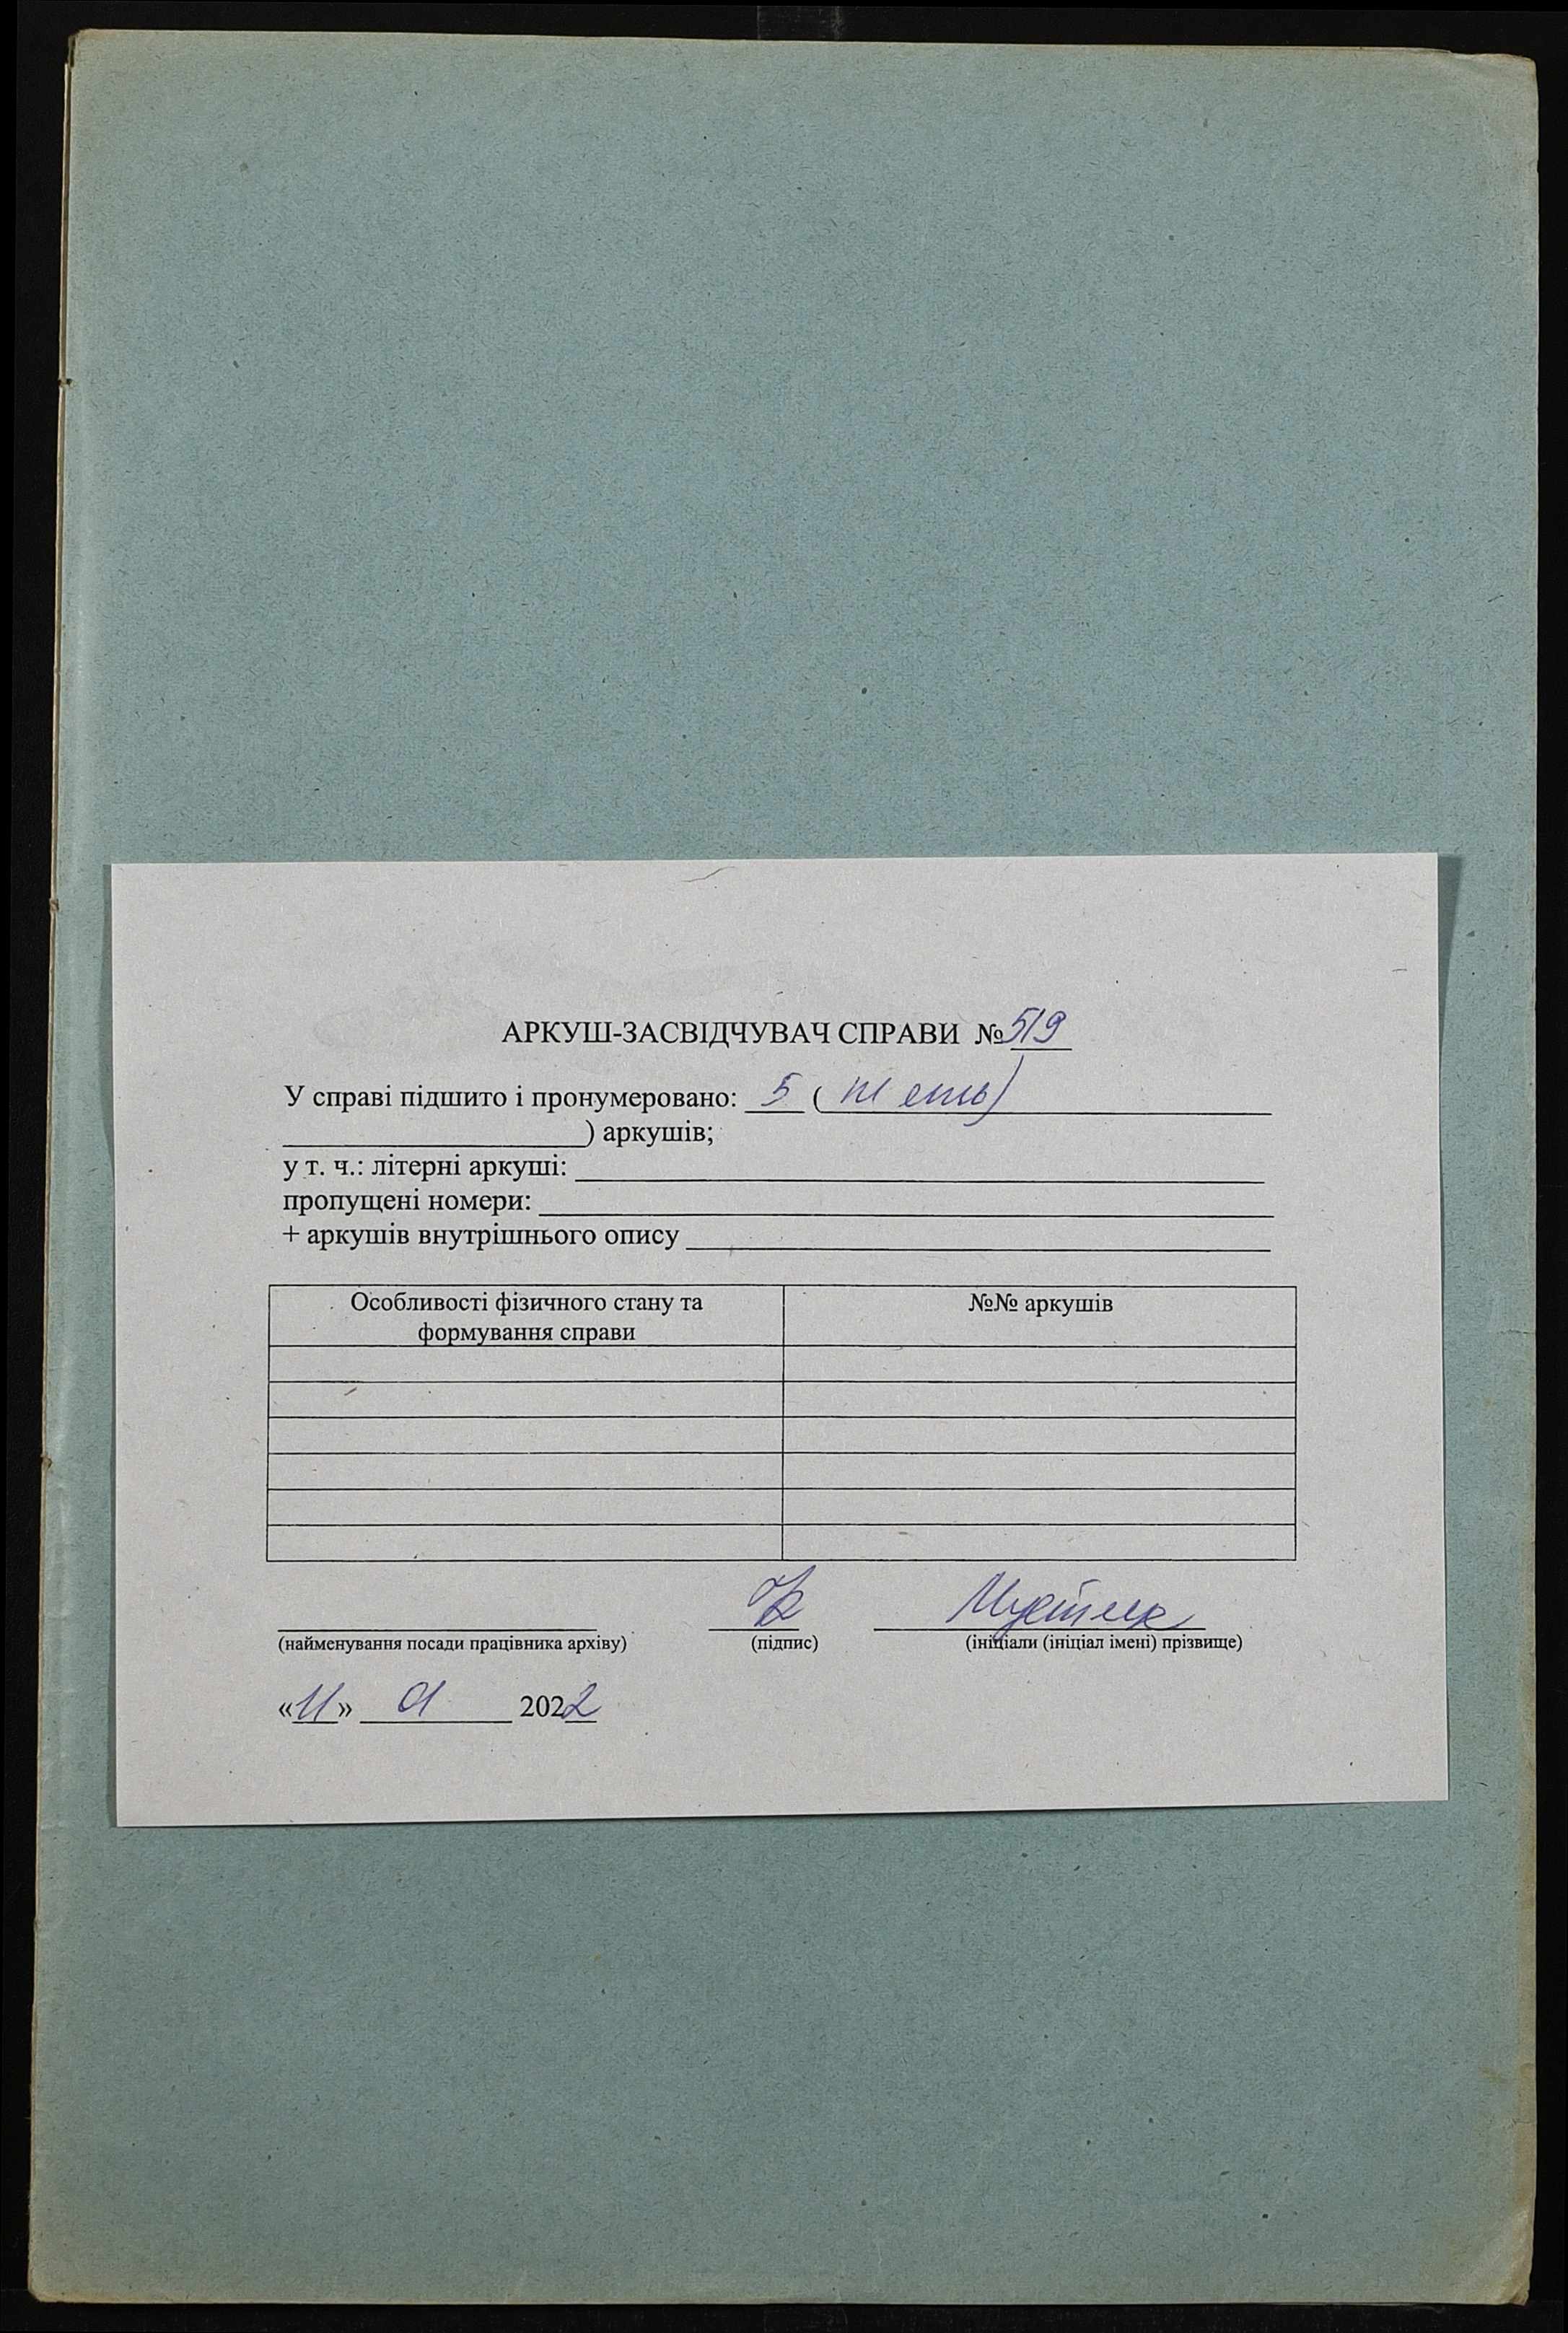 АРКУШ-ЗАСВІДЧУВАЧ СПРАВИ №519
У справі підшито і пронумеровано: 5 (
) аркушів;
у т. ч.: літерні аркуші:
пропущені номери:
+ аркушів внутрішнього опису
Особливості фізичного стану та формування справи №№ аркушів
(найменування посади працівника архіву) (підпис) (ініціали (ініціал імені) прізвище)
«11» 01 2022